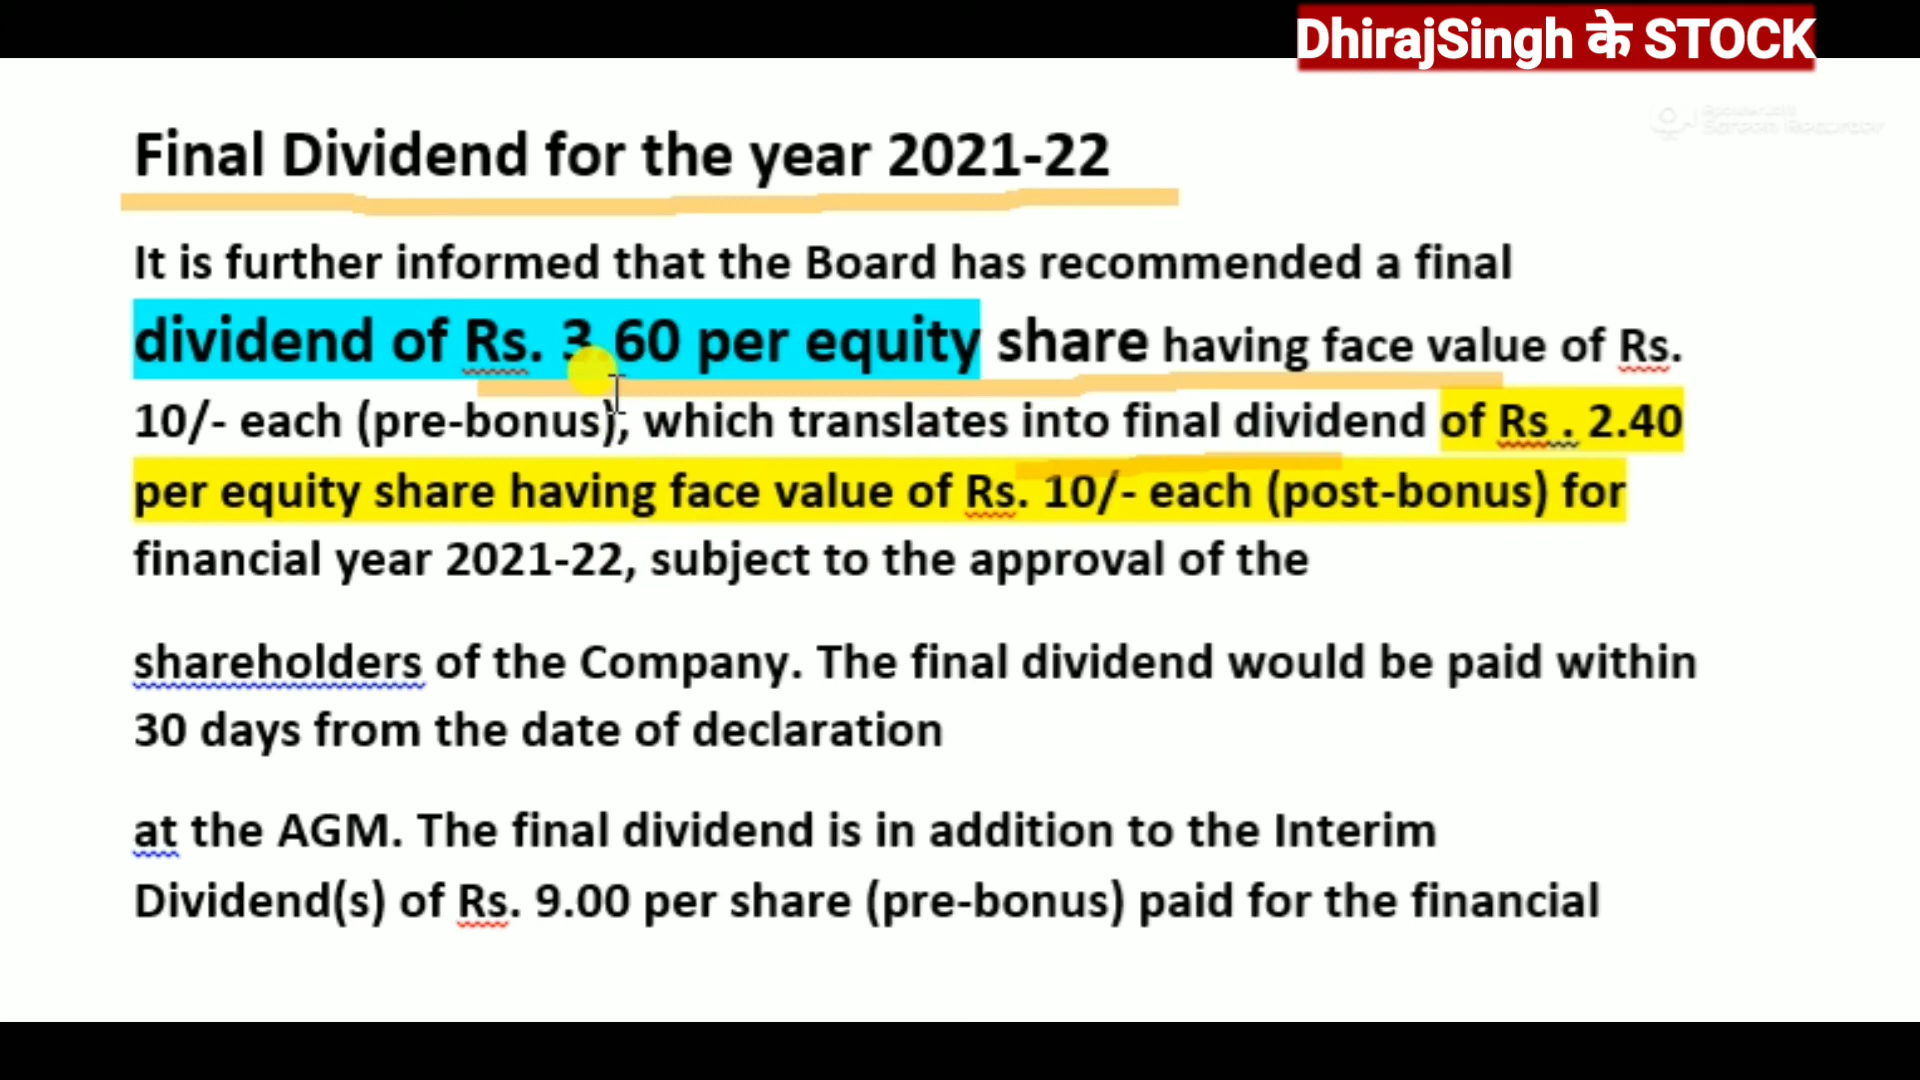 DhirajSingh के STOCK
Final Dividend for the year 2021-22
It is further informed that the Board has recommended a final
dividend of Rs. 3.60 per equity share having face value of Rs.
10/- each (pre-bonus), which translates into final dividend of Rs . 2.40
per equity share having face value of Rs. 10/- each (post-bonus) for
financial year 2021-22, subject to the approval of the
shareholders of the Company. The final dividend would be paid within
30 days from the date of declaration
at the AGM. The final dividend is in addition to the Interim
Dividend(s) of Rs. 9.00 per share (pre-bonus) paid for the financial